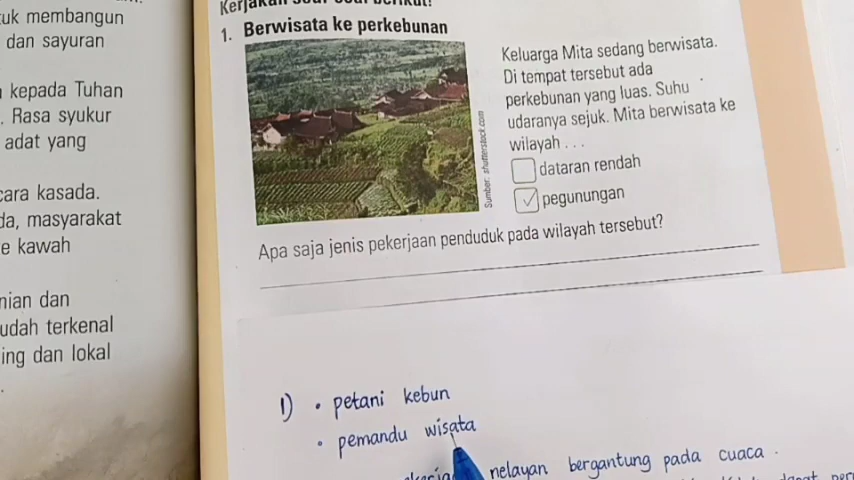 uk membangun
dan sayuran
kepada Tuhan
. Rasa syukur
adat yang
cara kasada.
da, masyarakat
e kawah
nian dan
udah terkenal
ing dan lokal
.
1. Berwisata ke perkebunan
Sumber: shutterstock.com
Keluarga Mita sedang berwisata.
Di tempat tersebut ada
perkebunan yang luas. Suhu
udaranya sejuk. Mita berwisata ke
wilayah . . .
dataran rendah
✓ pegunungan
Apa saja jenis pekerjaan penduduk pada wilayah tersebut?
1) • petani kebun
• pemandu wisata
nelayan bergantung pada cuaca .